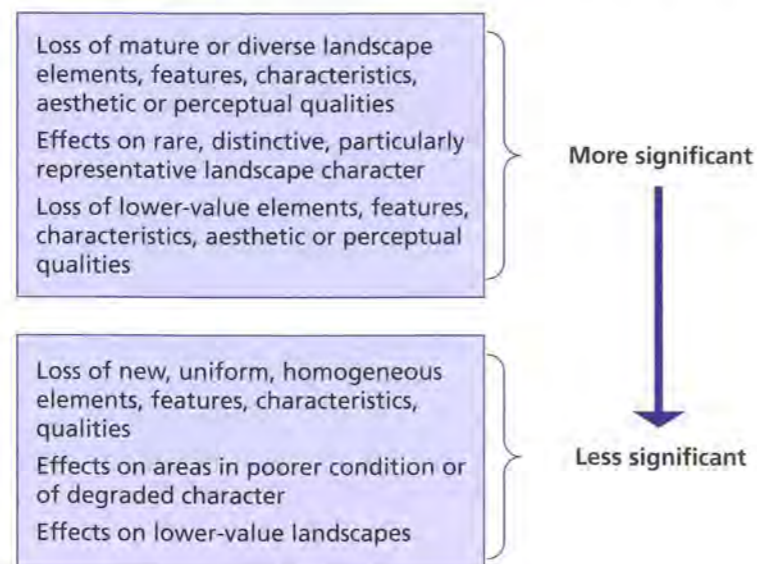 Loss of mature or diverse landscape
elements, features, characteristics,
aesthetic or perceptual qualities
Effects on rare, distinctive, particularly
representative landscape character
Loss of lower-value elements, features,
characteristics, aesthetic or perceptual
qualities
More significant
Loss of new, uniform, homogeneous
elements, features, characteristics,
qualities
Effects on areas in poorer condition or
of degraded character
Effects on lower-value landscapes
Less significant